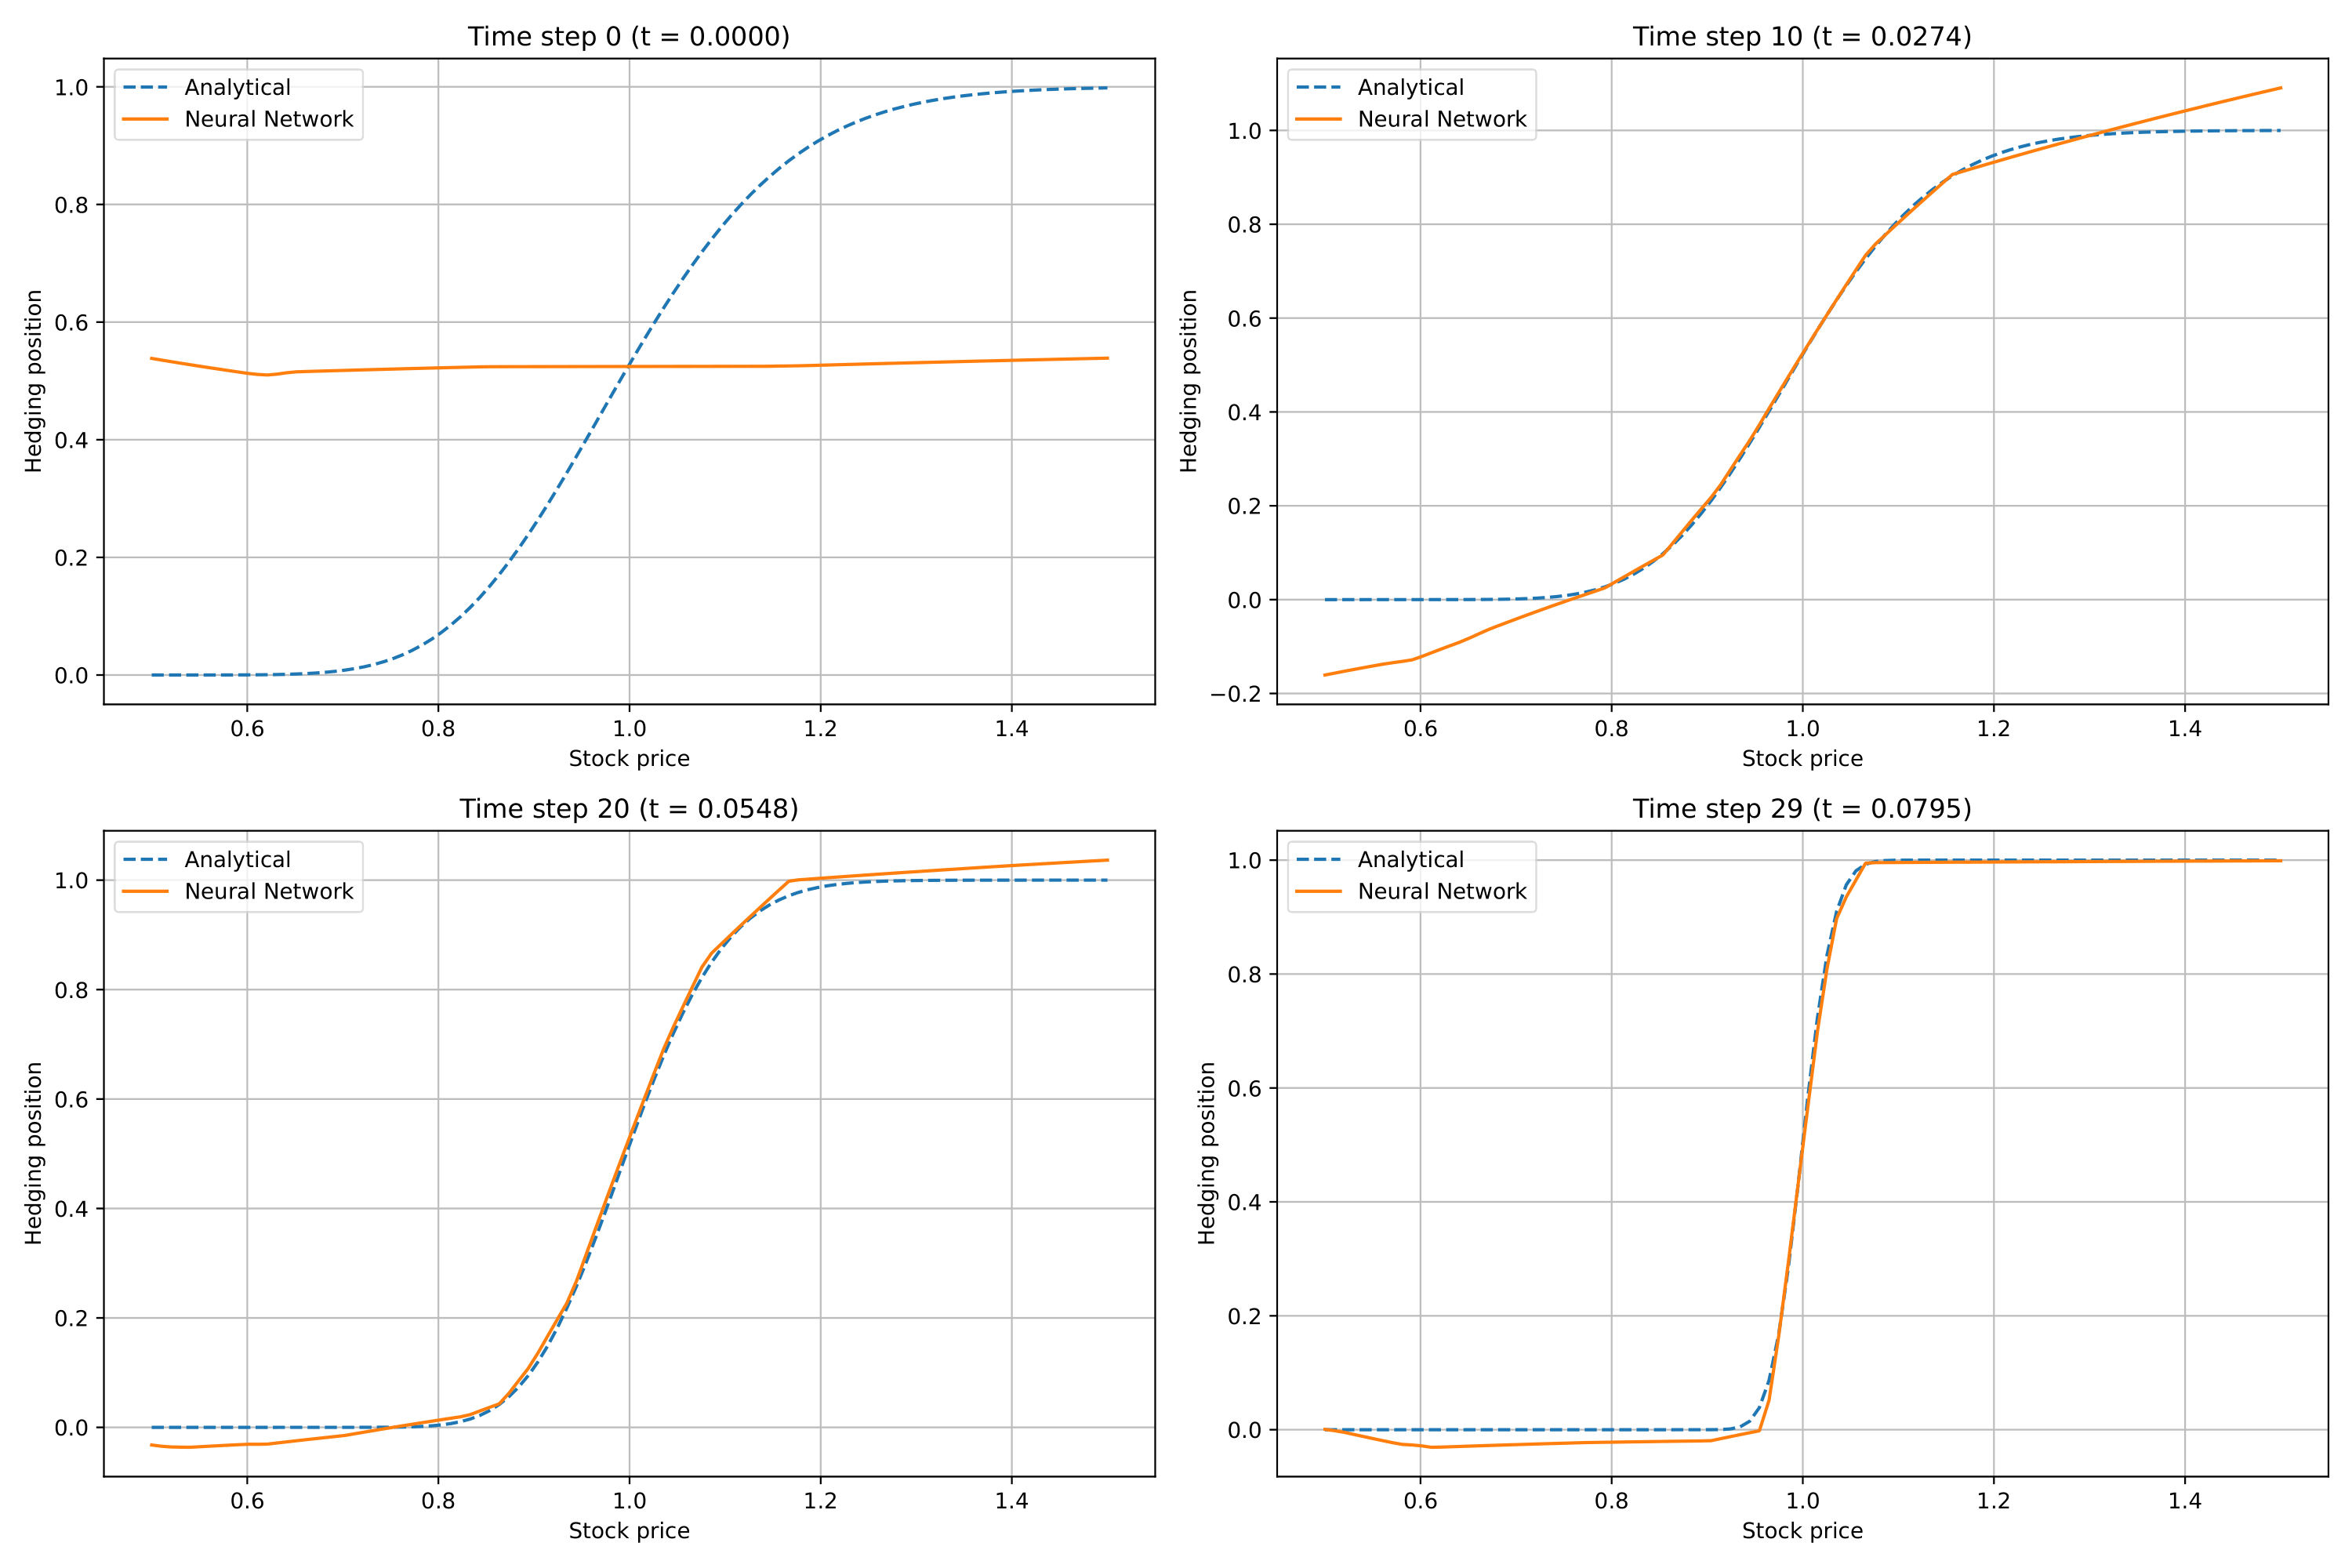 Time step 0 (t = 0.0000)
Analytical
Neural Network
Hedging position
1.0
0.8
0.6
0.4
0.2
0.0
0.6 0.8 1.0 1.2 1.4
Stock price
Time step 10 (t = 0.0274)
Analytical
Neural Network
Hedging position
1.0
0.8
0.6
0.4
0.2
0.0
−0.2
0.6 0.8 1.0 1.2 1.4
Stock price
Time step 20 (t = 0.0548)
Analytical
Neural Network
Hedging position
1.0
0.8
0.6
0.4
0.2
0.0
0.6 0.8 1.0 1.2 1.4
Stock price
Time step 29 (t = 0.0795)
Analytical
Neural Network
Hedging position
1.0
0.8
0.6
0.4
0.2
0.0
0.6 0.8 1.0 1.2 1.4
Stock price